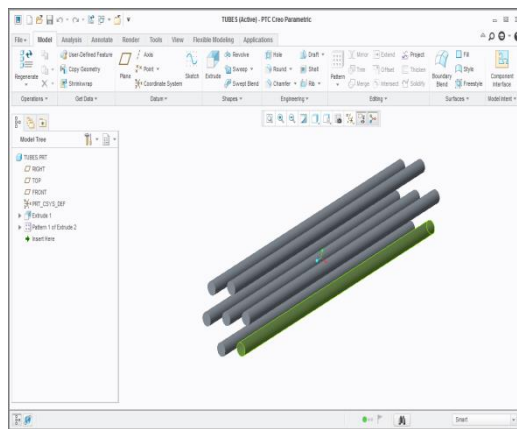 TUBES (Active) - PTC Creo Parametric
File Model Analysis Annotate Render Tools View Flexible Modeling Applications
Regenerate
User-Defined Feature
Copy Geometry
Shrinkwrap
Plane
Axis
Point
Coordinate System
Sketch
Extrude
Revolve
Sweep
Swept Blend
Hole
Round
Chamfer
Draft
Shell
Rib
Pattern
Mirror
Trim
Merge
Extend
Offset
Intersect
Project
Thicken
Solidify
Boundary Blend
Fill
Style
Freestyle
Component Interface
Operations Get Data Datum Shapes Engineering Editing Surfaces Model Intent
Model Tree
TUBES.PRT
RIGHT
TOP
FRONT
PRT_CSYS_DEF
Extrude 1
Pattern 1 of Extrude 2
Insert Here
Smart